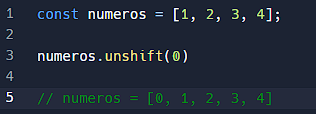 1 const numeros = [1, 2, 3, 4];
2
3 numeros.unshift(0)
4
5 // numeros = [0, 1, 2, 3, 4]